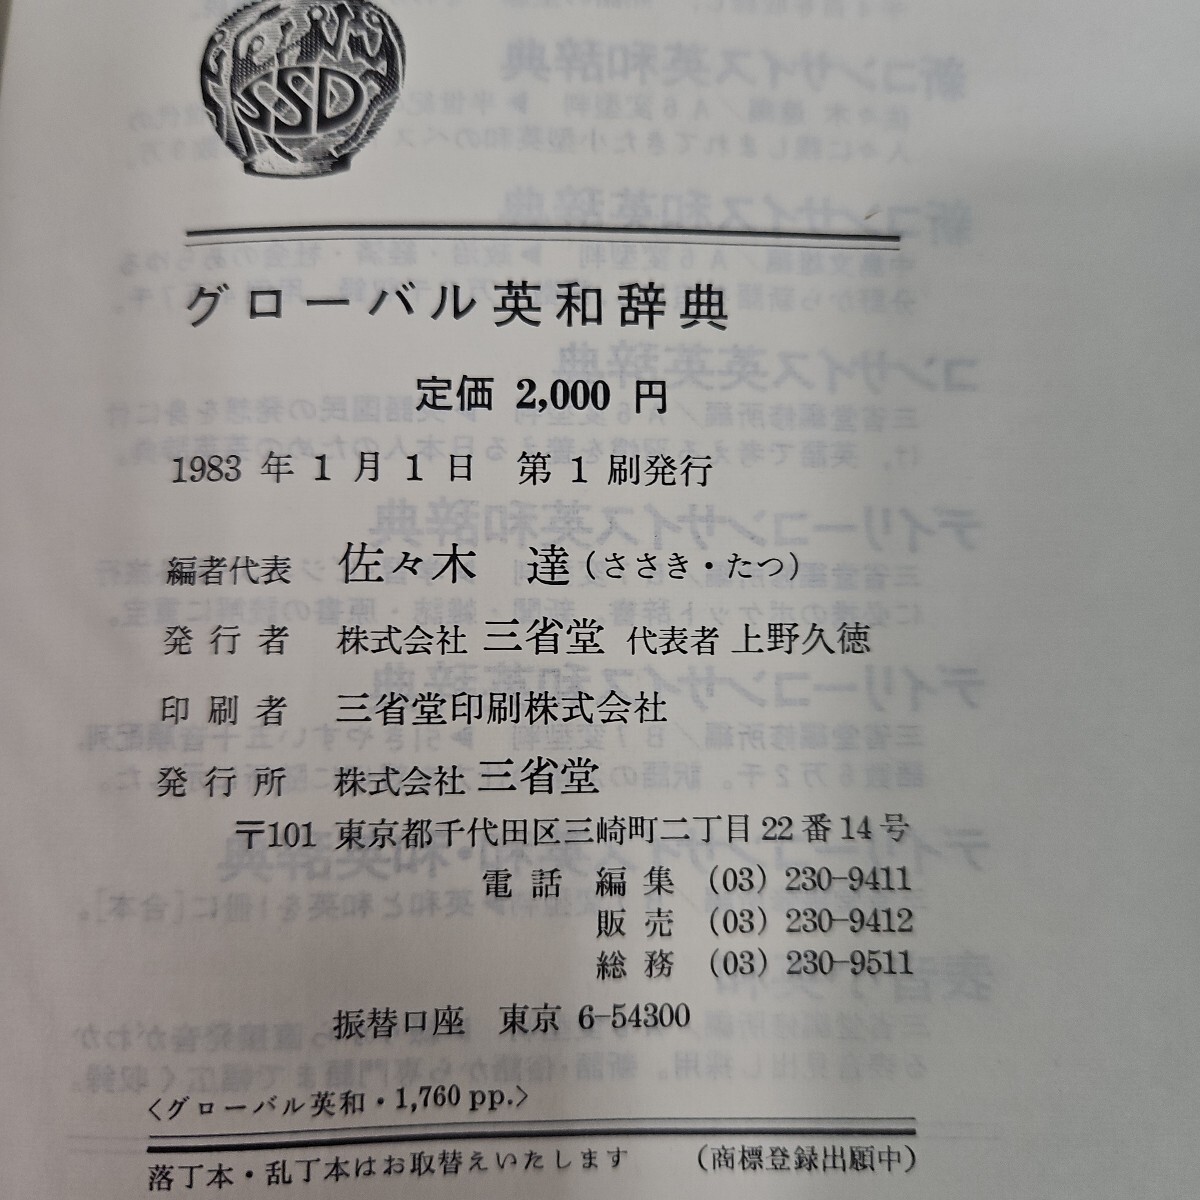 SSD
グローバル英和辞典
定価 2,000 円
1983 年 1 月 1 日 第 1 刷発行
編者代表 佐々木 達（ささき・たつ）
発行者 株式会社 三省堂 代表者 上野久徳
印刷者 三省堂印刷株式会社
発行所 株式会社 三省堂
〒101 東京都千代田区三崎町二丁目 22 番 14 号
電話 編集 (03) 230-9411
販売 (03) 230-9412
総務 (03) 230-9511
振替口座 東京 6-54300
〈グローバル英和・1,760 pp.〉
落丁本・乱丁本はお取替えいたします （商標登録出願中）